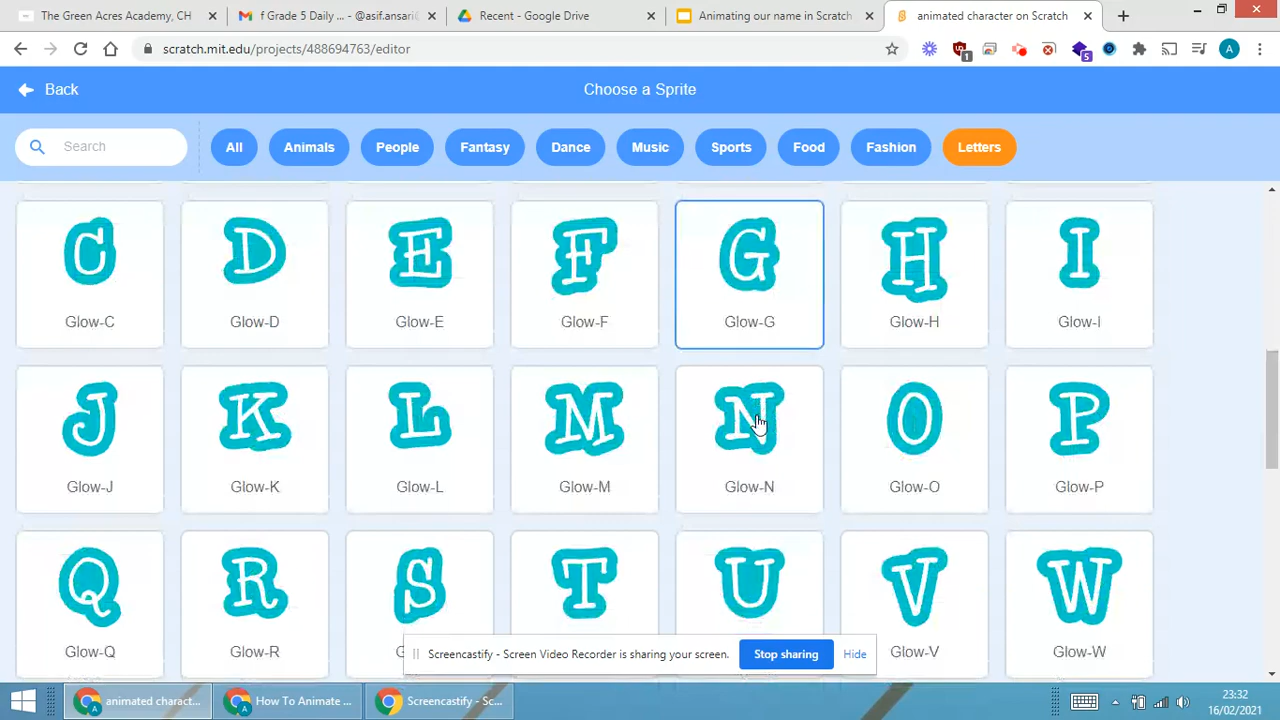 The Green Acres Academy, CH
f Grade 5 Daily ... - @asif.ansari@
Recent - Google Drive
Animating our name in Scratch
animated character on Scratch
scratch.mit.edu/projects/488694763/editor
1
5
A
Back
Choose a Sprite
Search
All
Animals
People
Fantasy
Dance
Music
Sports
Food
Fashion
Letters
C
D
E
F
G
H
I
Glow-C
Glow-D
Glow-E
Glow-F
Glow-G
Glow-H
Glow-I
J
K
L
M
N
O
P
Glow-J
Glow-K
Glow-L
Glow-M
Glow-N
Glow-O
Glow-P
Q
R
S
T
U
V
W
Glow-Q
Glow-R
Glow-V
Glow-W
Screencastify - Screen Video Recorder is sharing your screen.
Stop sharing
Hide
animated charact...
How To Animate ...
Screencastify - Sc...
23:32
16/02/2021